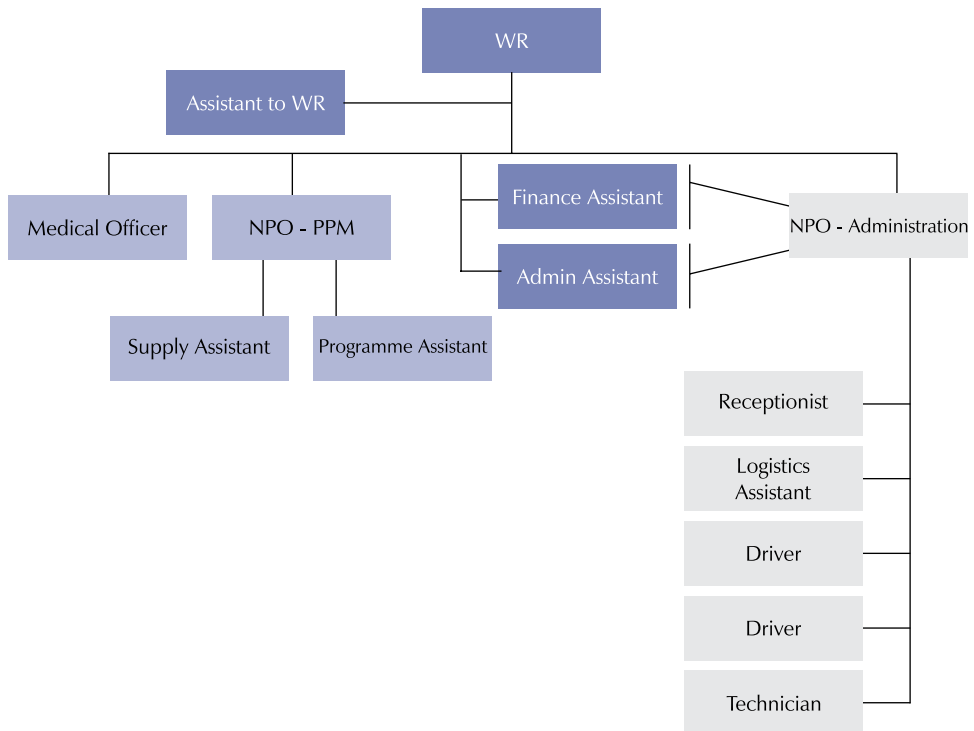 WR
Assistant to WR
Finance Assistant
Medical Officer
NPO - PPM
NPO - Administration
Admin Assistant
Supply Assistant
Programme Assistant
Receptionist
Logistics
Assistant
Driver
Driver
Technician